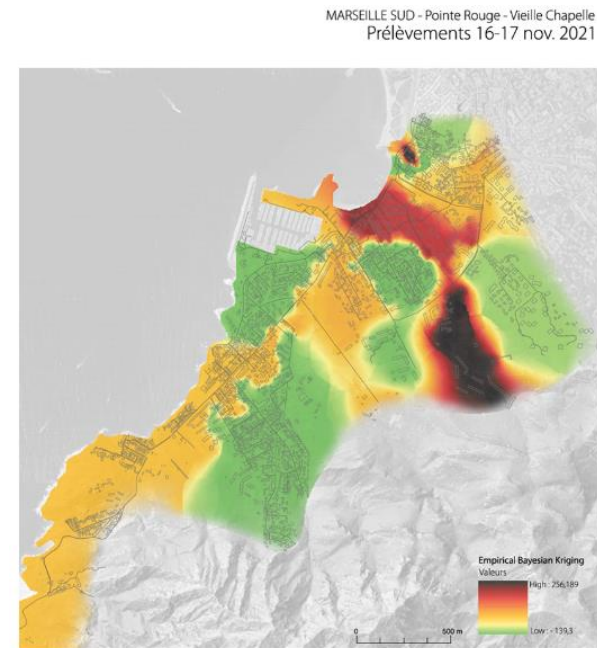 MARSEILLE SUD - Pointe Rouge - Vieille Chapelle
Prélèvements 16-17 nov. 2021
Empirical Bayesian Kriging
Valeurs
High : 256,189
Low : - 139,3
0 500 m